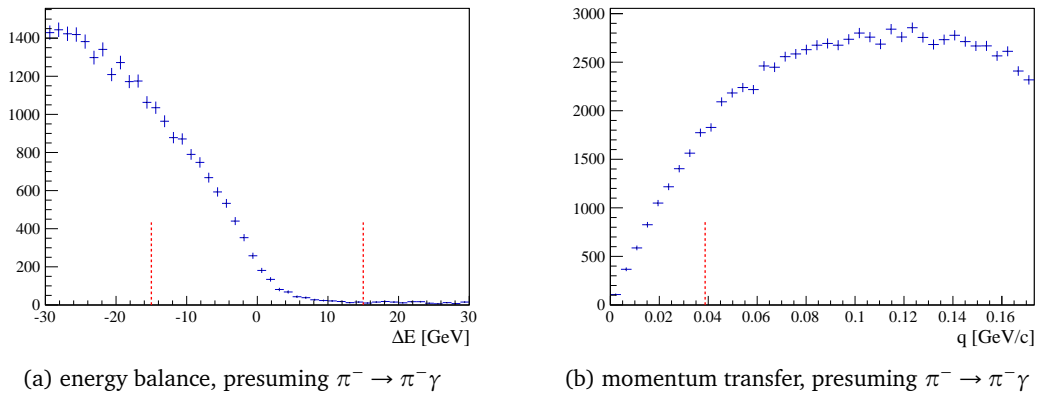 1400
1200
1000
800
600
400
200
0
-30 -20 -10 0 10 20 30
ΔE [GeV]
3000
2500
2000
1500
1000
500
0
0 0.02 0.04 0.06 0.08 0.1 0.12 0.14 0.16
q [GeV/c]
(a) energy balance, presuming π⁻ → π⁻γ
(b) momentum transfer, presuming π⁻ → π⁻γ